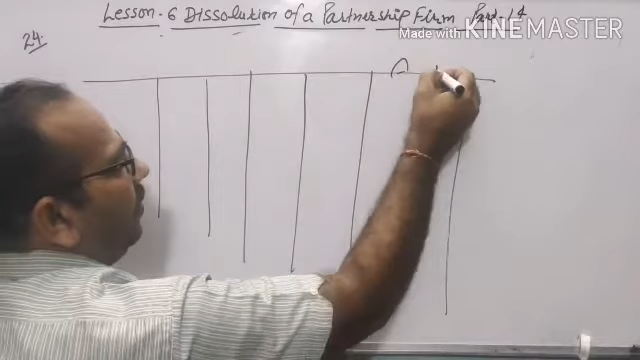 Lesson-6 Dissolution of a Partnership Firm Part-14
Made with KINEMASTER
24.